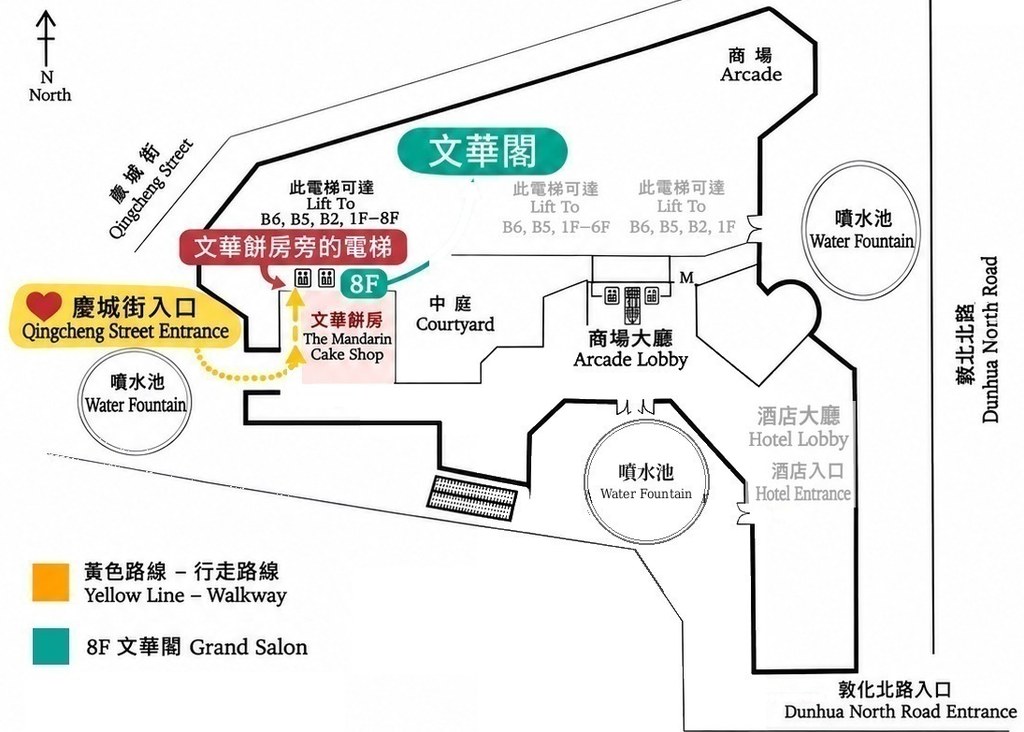 N
North
商場
Arcade
慶城街
Qingcheng Street
文華閣
此電梯可達
Lift To
B6, B5, B2, 1F–8F
此電梯可達
Lift To
B6, B5, 1F–6F
此電梯可達
Lift To
B6, B5, B2, 1F
噴水池
Water Fountain
文華餅房旁的電梯
8F
M
慶城街入口
Qingcheng Street Entrance
文華餅房
The Mandarin
Cake Shop
中庭
Courtyard
商場大廳
Arcade Lobby
敦北北路
Dunhua North Road
噴水池
Water Fountain
酒店大廳
Hotel Lobby
酒店入口
Hotel Entrance
噴水池
Water Fountain
黃色路線 – 行走路線
Yellow Line – Walkway
8F 文華閣 Grand Salon
敦化北路入口
Dunhua North Road Entrance